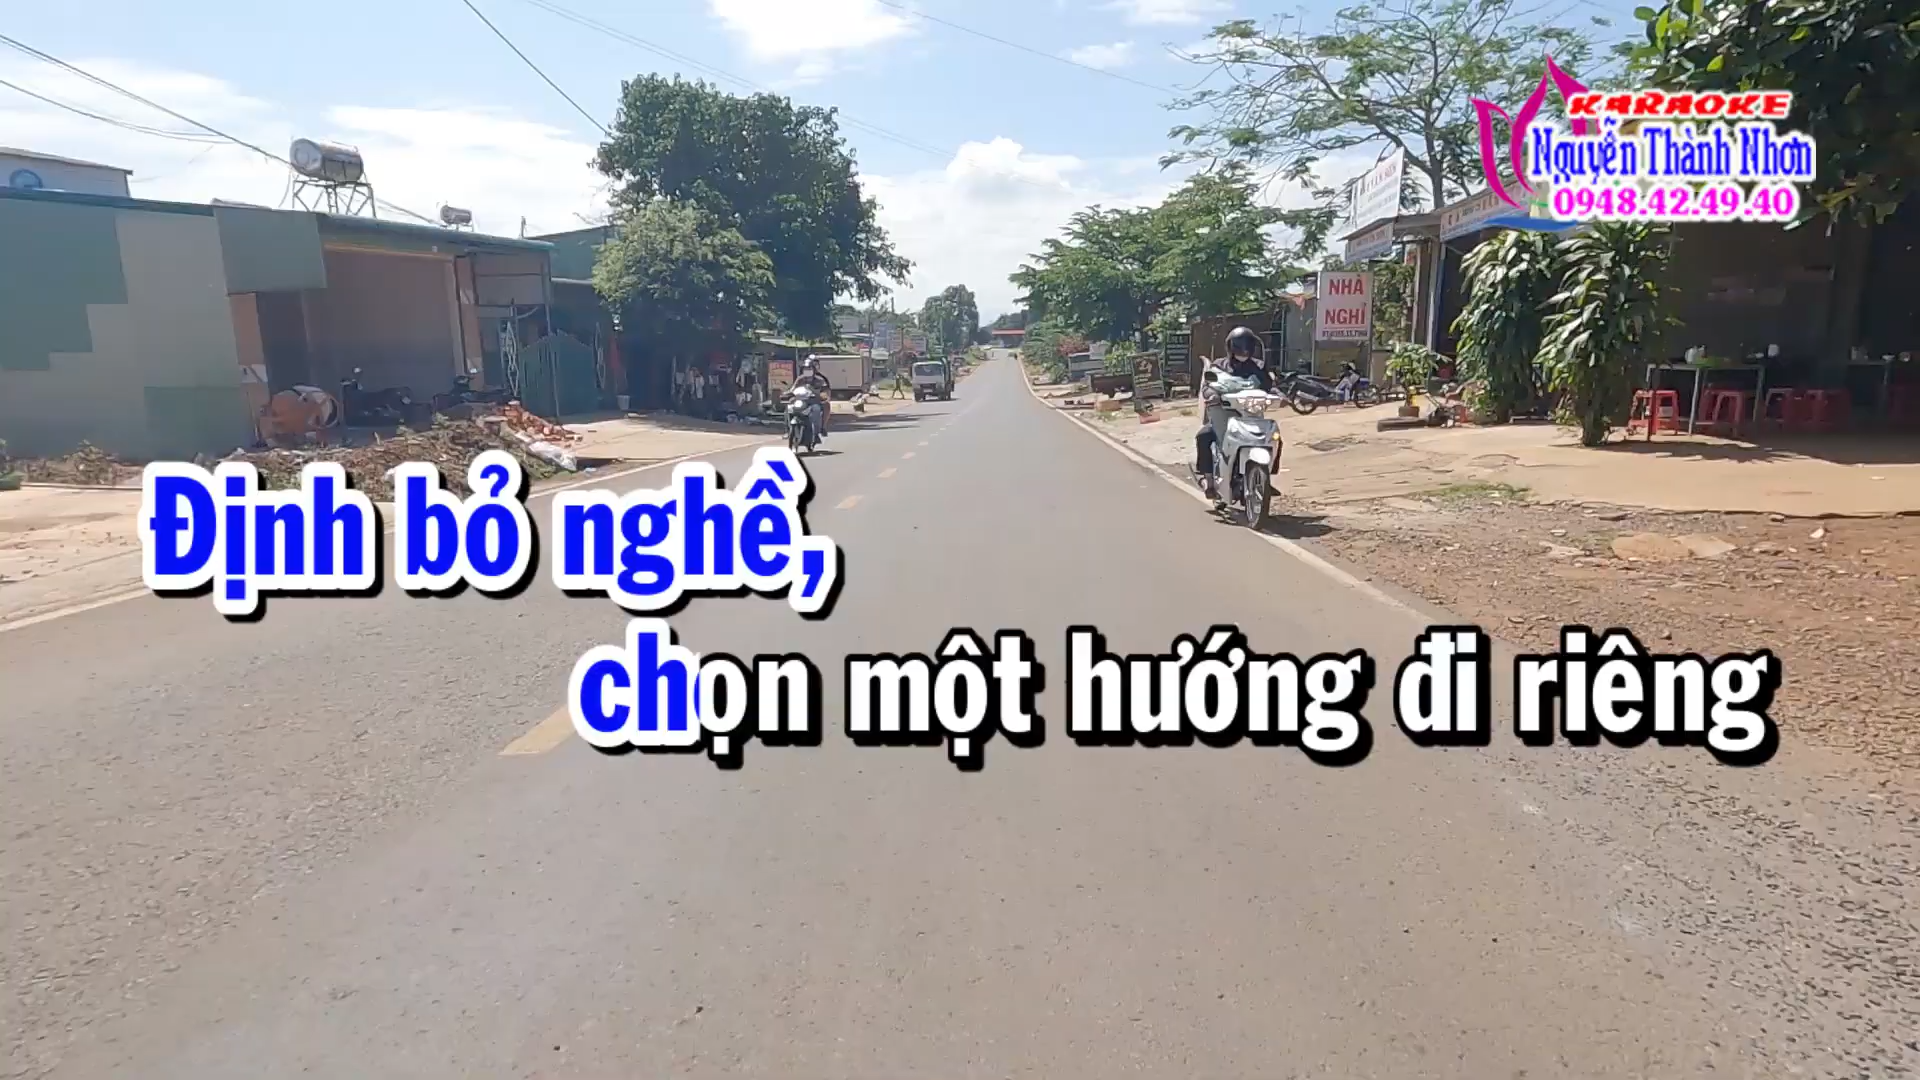 KARAOKE
Nguyễn Thành Nhơn
0948.42.49.40
NHÀ
NGHỈ
Định bỏ nghề,
chọn một hướng đi riêng